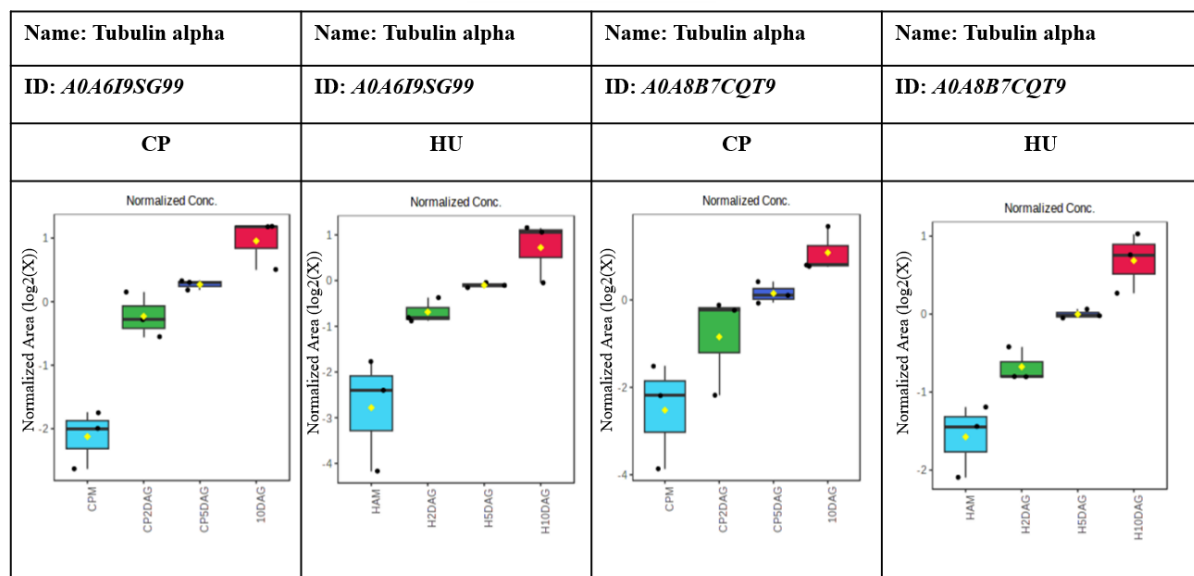 Name: Tubulin alpha
Name: Tubulin alpha
Name: Tubulin alpha
Name: Tubulin alpha
ID: A0A6I9SG99
ID: A0A6I9SG99
ID: A0A8B7CQT9
ID: A0A8B7CQT9
CP
HU
CP
HU
Normalized Conc.
Normalized Area (log2(X))
1
0
-1
-2
CPM
CP2DAG
CP5DAG
10DAG
Normalized Conc.
Normalized Area (log2(X))
1
0
-1
-2
-3
-4
HAM
H2DAG
H5DAG
H10DAG
Normalized Conc.
Normalized Area (log2(X))
0
-2
-4
CPM
CP2DAG
CP5DAG
10DAG
Normalized Conc.
Normalized Area (log2(X))
1
0
-1
-2
HAM
H2DAG
H5DAG
H10DAG